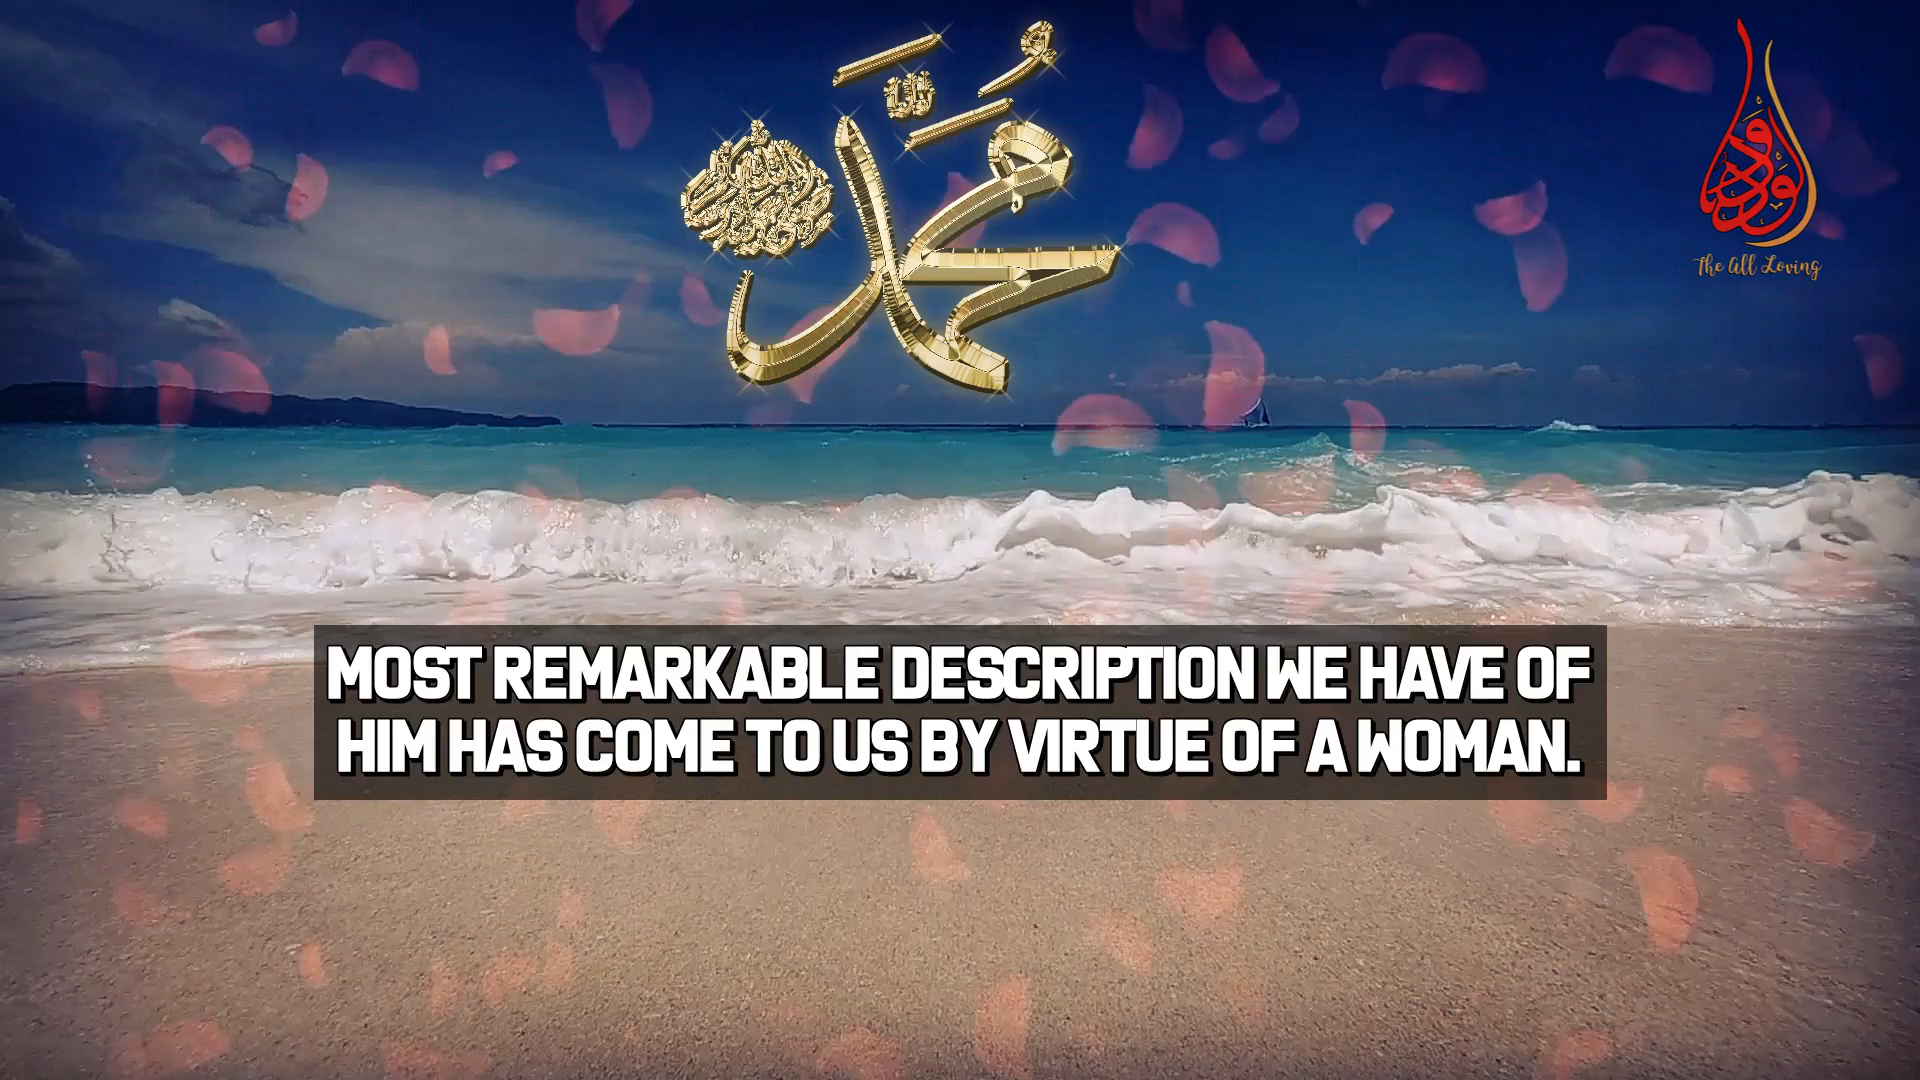 محمد
الودود
The All Loving
MOST REMARKABLE DESCRIPTION WE HAVE OF
HIM HAS COME TO US BY VIRTUE OF A WOMAN.